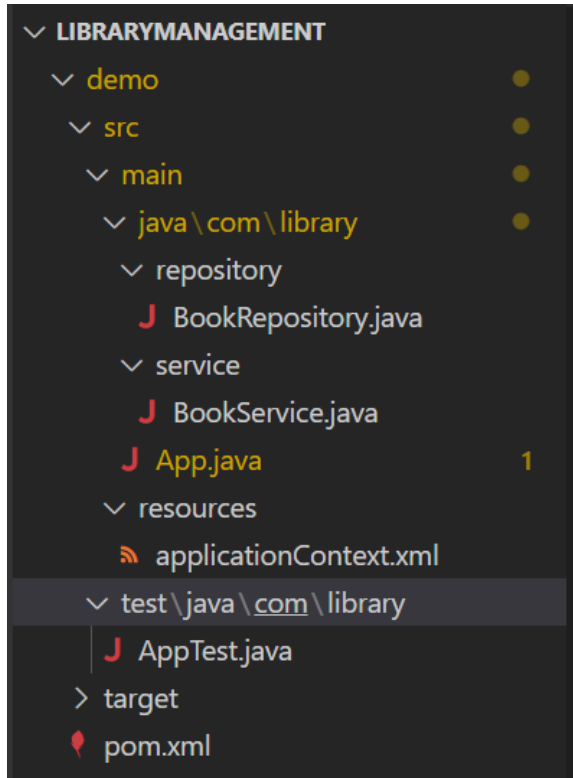 LIBRARYMANAGEMENT
demo
src
main
java\com\library
repository
BookRepository.java
service
BookService.java
App.java 1
resources
applicationContext.xml
test\java\com\library
AppTest.java
target
pom.xml